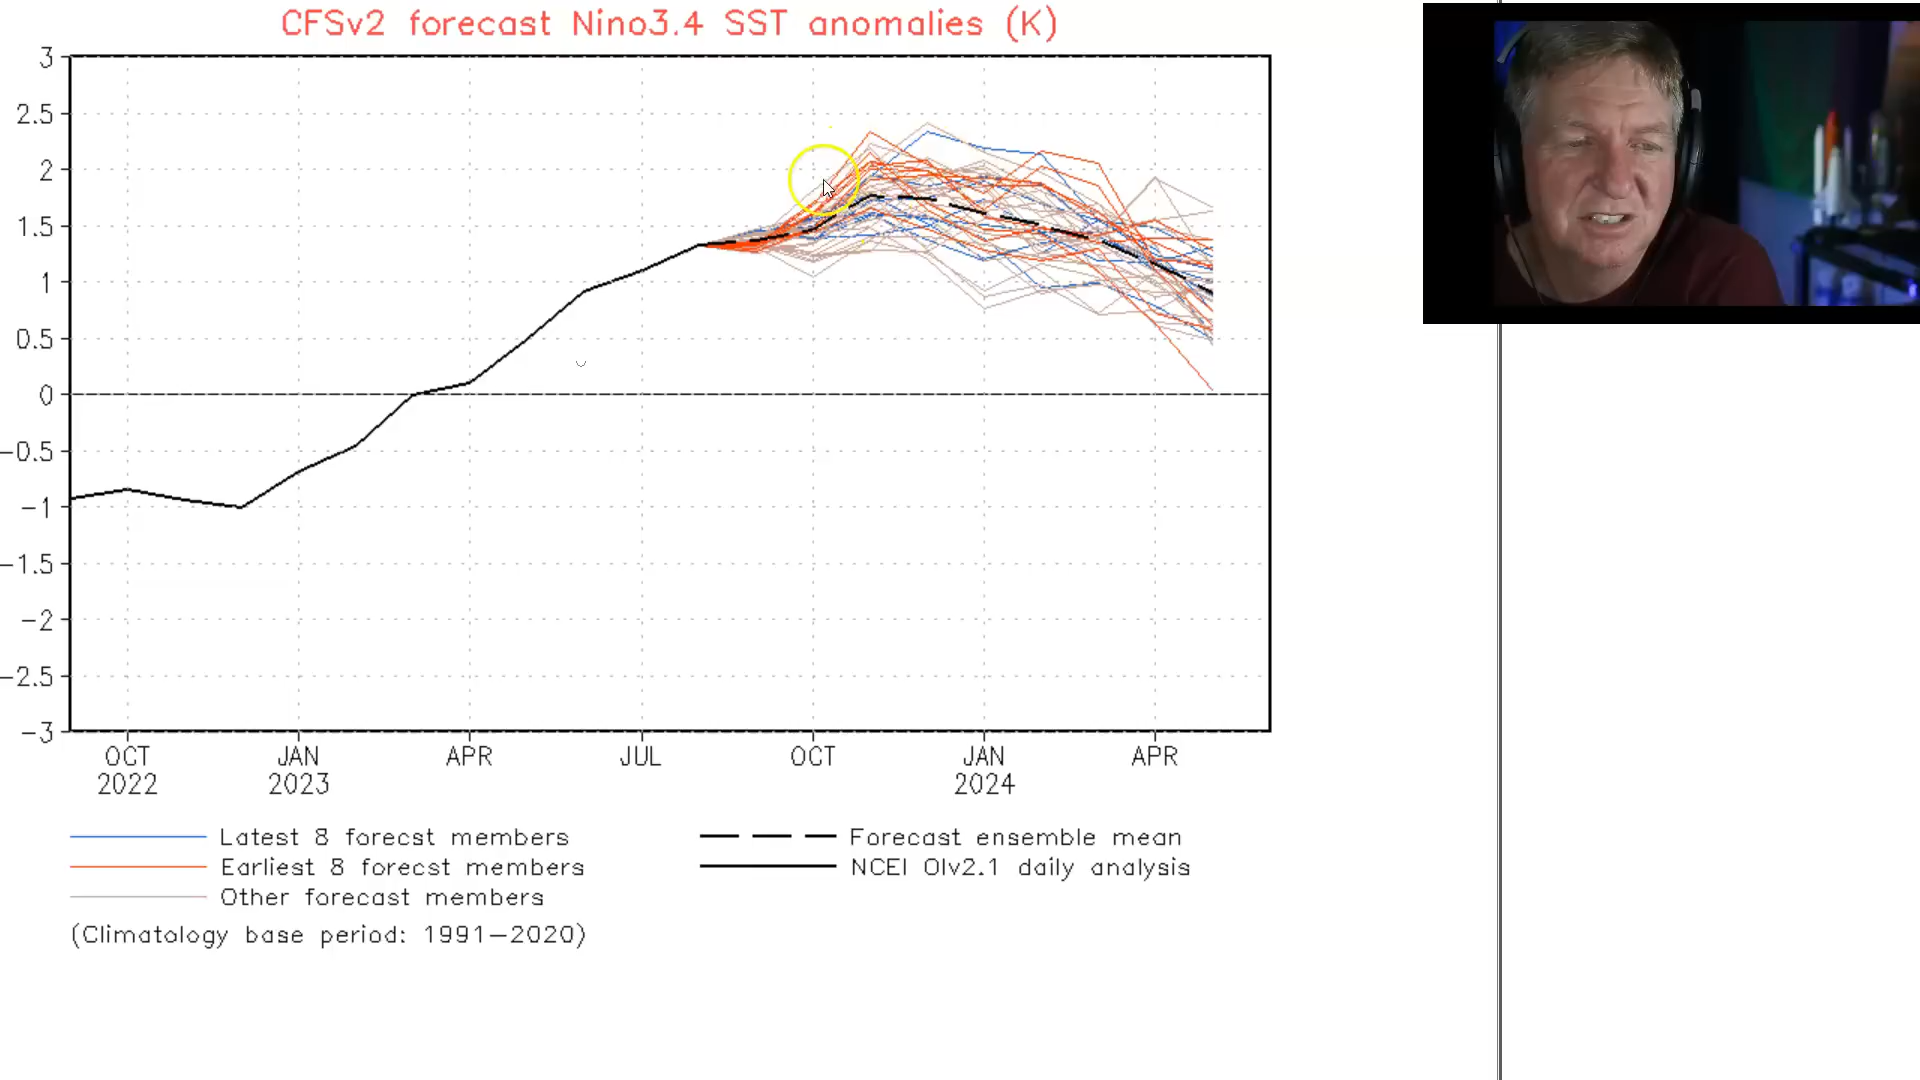 CFSv2 forecast Nino3.4 SST anomalies (K)
3
2.5
2
1.5
1
0.5
0
−0.5
−1
−1.5
−2
−2.5
−3
OCT JAN APR JUL OCT JAN APR
2022 2023 2024
Latest 8 forecst members
Earliest 8 forecst members
Other forecast members
(Climatology base period: 1991−2020)
Forecast ensemble mean
NCEI OIv2.1 daily analysis